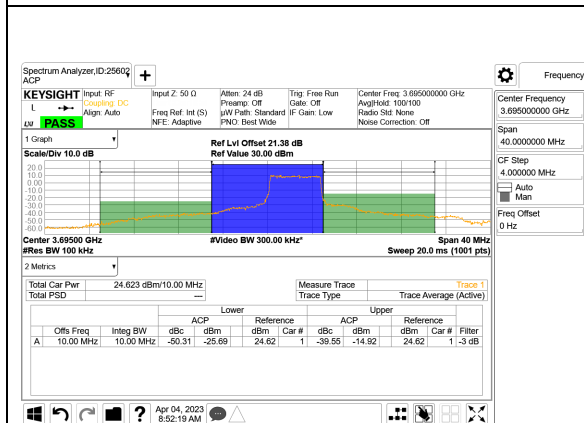 Spectrum Analyzer,ID:25602
ACP
Frequency
KEYSIGHT Input: RF Input Z: 50 Ω Atten: 24 dB Trig: Free Run Center Freq: 3.695000000 GHz
L Coupling: DC Preamp: Off Gate: Off Avg|Hold: 100/100
Align: Auto Freq Ref: Int (S) µW Path: Standard IF Gain: Low Radio Std: None
LXI PASS NFE: Adaptive PNO: Best Wide Noise Correction: Off
Center Frequency
3.695000000 GHz
Span
40.0000000 MHz
CF Step
4.000000 MHz
Auto
Man
Freq Offset
0 Hz
1 Graph
Scale/Div 10.0 dB
Ref Lvl Offset 21.38 dB
Ref Value 30.00 dBm
20.0
10.0
0.00
-10.0
-20.0
-30.0
-40.0
-50.0
-60.0
Center 3.69500 GHz #Video BW 300.00 kHz* Span 40 MHz
#Res BW 100 kHz Sweep 20.0 ms (1001 pts)
2 Metrics
Total Car Pwr 24.623 dBm/10.00 MHz Measure Trace Trace 1
Total PSD --- Trace Type Trace Average (Active)
Lower Upper
ACP Reference ACP Reference
Offs Freq Integ BW dBc dBm dBm Car # dBc dBm dBm Car # Filter
A 10.00 MHz 10.00 MHz -50.31 -25.69 24.62 1 -39.55 -14.92 24.62 1 -3 dB
? Apr 04, 2023
8:52:19 AM